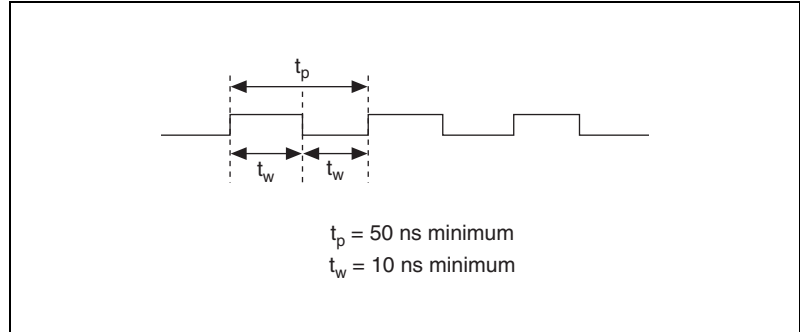 tp
tw tw
tp = 50 ns minimum
tw = 10 ns minimum